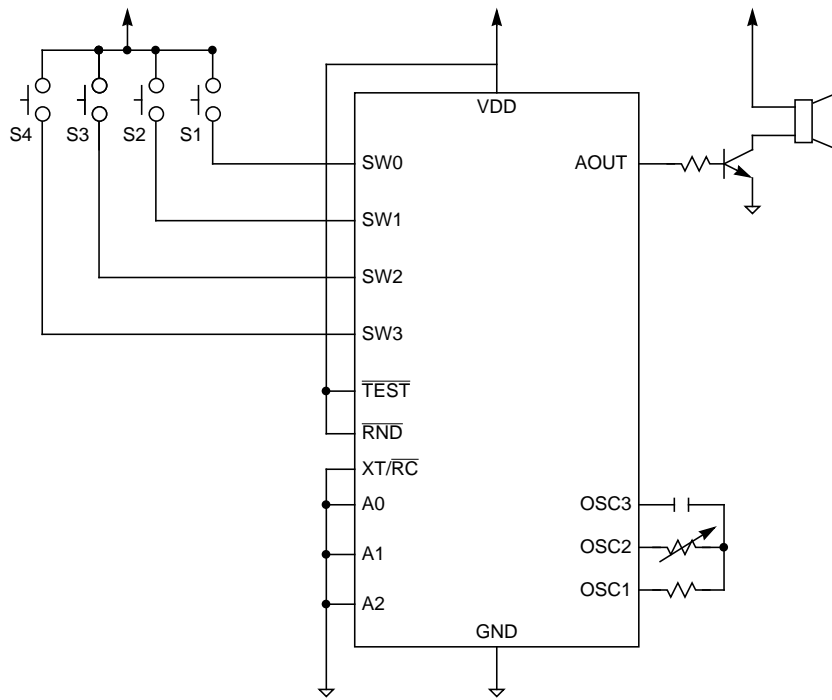 VDD
S4 S3 S2 S1
SW0 AOUT
SW1
SW2
SW3
TEST
RND
XT/RC
A0 OSC3
A1 OSC2
A2 OSC1
GND